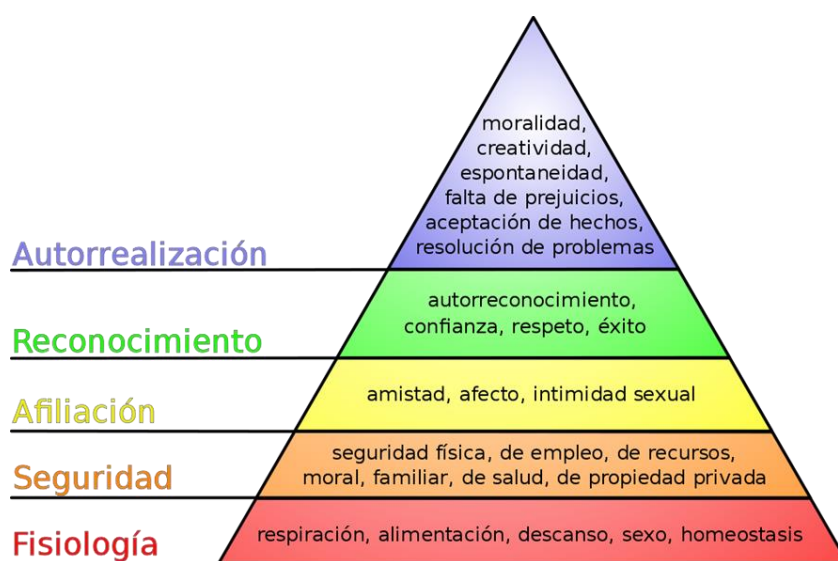 moralidad,
creatividad,
espontaneidad,
falta de prejuicios,
aceptación de hechos,
resolución de problemas
Autorrealización
autorreconocimiento,
confianza, respeto, éxito
Reconocimiento
amistad, afecto, intimidad sexual
Afiliación
seguridad física, de empleo, de recursos,
moral, familiar, de salud, de propiedad privada
Seguridad
respiración, alimentación, descanso, sexo, homeostasis
Fisiología